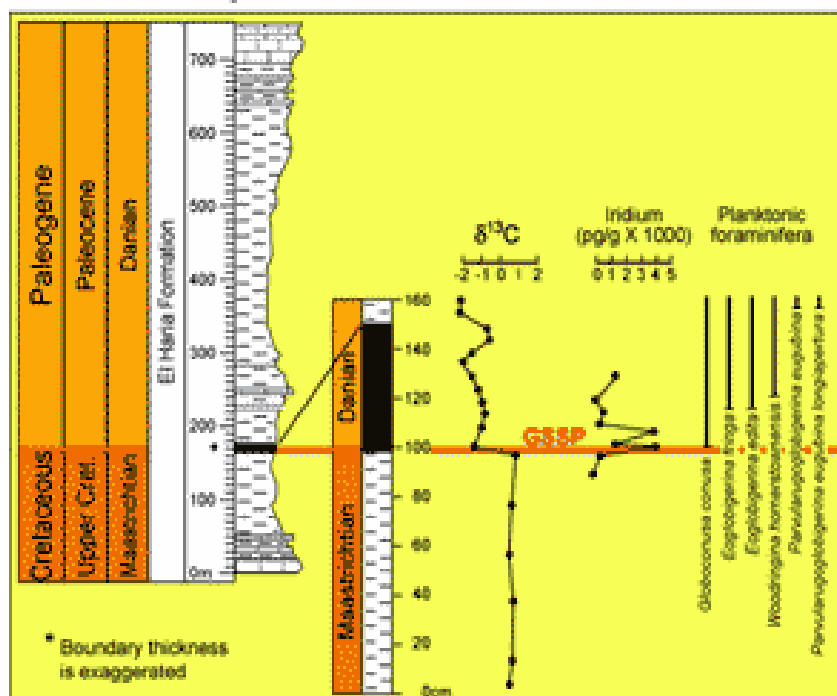 Paleogene
Paleocene
Danian
Cretaceous
Upper Cret.
Maastrichtian
El Haria Formation
700
600
500
400
300
200
100
0m
Danian
Maastrichtian
160
140
120
100
80
60
40
20
0cm
δ13C
-2 -1 0 1 2
Iridium
(pg/g X 1000)
0 1 2 3 4 5
Planktonic
foraminifera
GSSP
Globoconusa conusa
Eoglobigerina fringa
Eoglobigerina edita
Woodringina hornerstownensis
Parvularugoglobigerina eugubina
Parvularugoglobigerina eugubina longiapertura
* Boundary thickness
is exaggerated